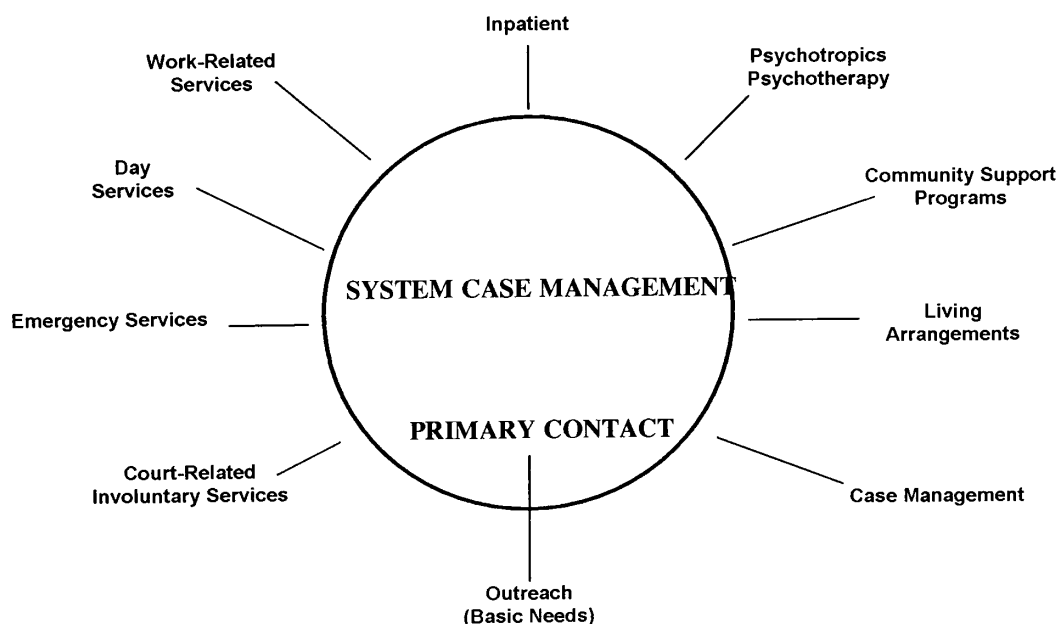 Inpatient
Work-Related
Services
Psychotropics
Psychotherapy
Day
Services
Community Support
Programs
SYSTEM CASE MANAGEMENT
Emergency Services
Living
Arrangements
PRIMARY CONTACT
Court-Related
Involuntary Services
Case Management
Outreach
(Basic Needs)